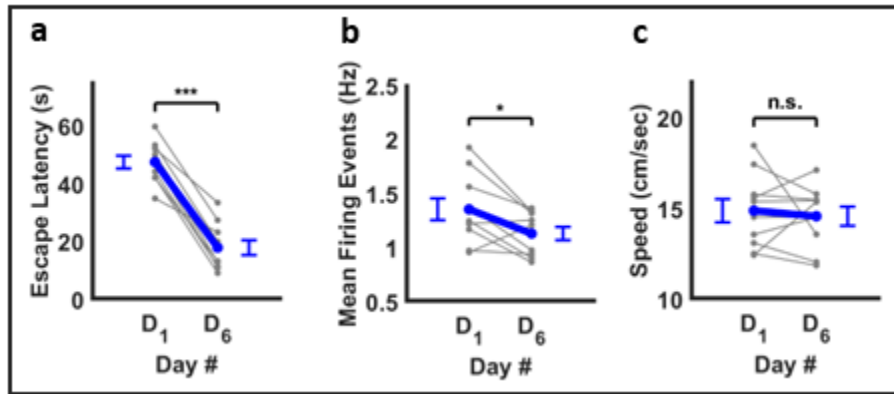 a
Escape Latency (s)
60
40
20
0
***
D1
D6
Day #
b
Mean Firing Events (Hz)
2.5
2
1.5
1
0.5
*
D1
D6
Day #
c
Speed (cm/sec)
20
15
10
n.s.
D1
D6
Day #